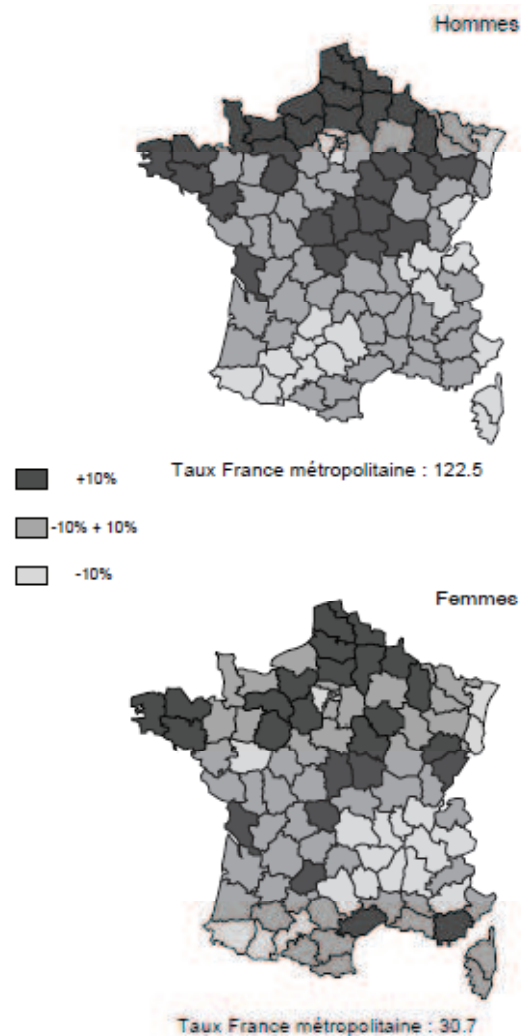 Hommes
Taux France métropolitaine : 122.5
+10%
-10% + 10%
-10%
Femmes
Taux France métropolitaine : 30.7